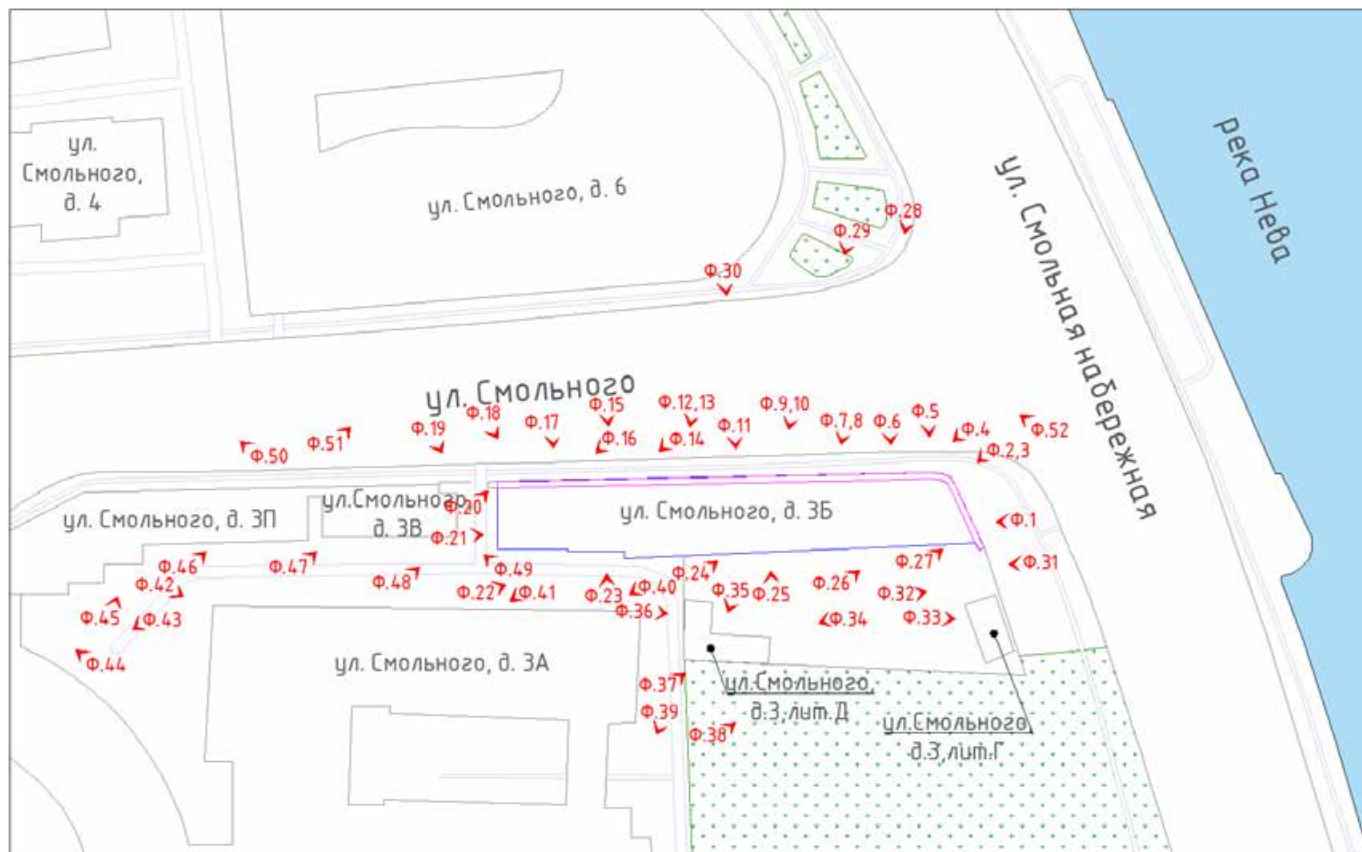 ул.
Смольного,
д. 4
ул. Смольного, д. 6
река Нева
ул. Смольная набережная
Ф.28
Ф.29
Ф.30
ул. Смольного
Ф.15
Ф.12,13
Ф.9,10
Ф.18
Ф.17
Ф.11
Ф.7,8
Ф.6
Ф.5
Ф.4
Ф.52
Ф.19
Ф.16
Ф.14
Ф.50
Ф.51
Ф.2,3
ул. Смольного, д. 3П
ул.Смольного,
д. 3В
Ф.20
ул. Смольного, д. 3Б
Ф.1
Ф.21
Ф.46
Ф.47
Ф.49
Ф.24
Ф.27
Ф.31
Ф.42
Ф.48
Ф.22
Ф.41
Ф.23
Ф.40
Ф.35
Ф.25
Ф.26
Ф.32
Ф.45
Ф.43
Ф.36
Ф.34
Ф.33
Ф.44
ул. Смольного, д. 3А
Ф.37
ул.Смольного,
д.3,лит.Д
Ф.39
Ф.38
ул.Смольного
д.3,лит.Г